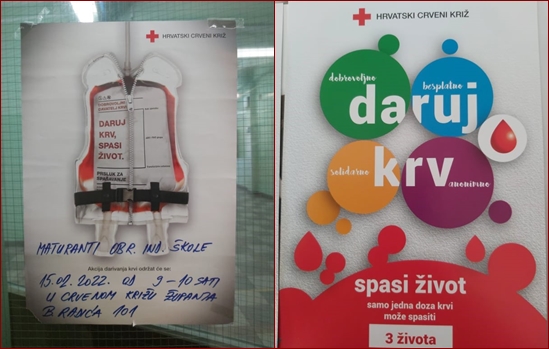 HRVATSKI CRVENI KRIŽ
DARUJ
KRV,
SPASI
ŽIVOT.
MATURANTI OBR. IND. ŠKOLE
Akcija darivanja krvi održat će se:
15.02.2022. OD 9-10 SATI
U CRVENOM KRIŽU ŽUPANJA
B RADIĆA 101
HRVATSKI CRVENI KRIŽ
dobrovoljno
besplatno
daruj
krv
solidarno
anonimno
spasi život
samo jedna doza krvi
može spasiti
3 života